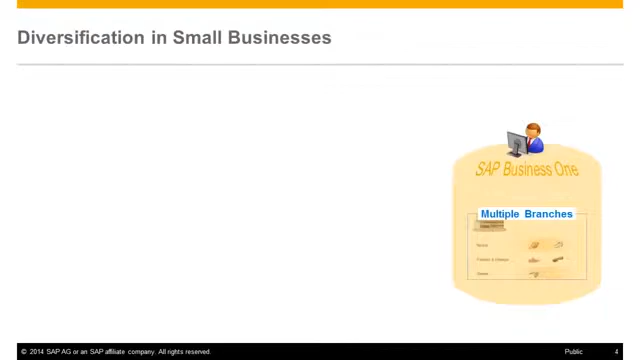 Diversification in Small Businesses
SAP Business One
Multiple Branches
© 2014 SAP AG or an SAP affiliate company. All rights reserved.
Public
4